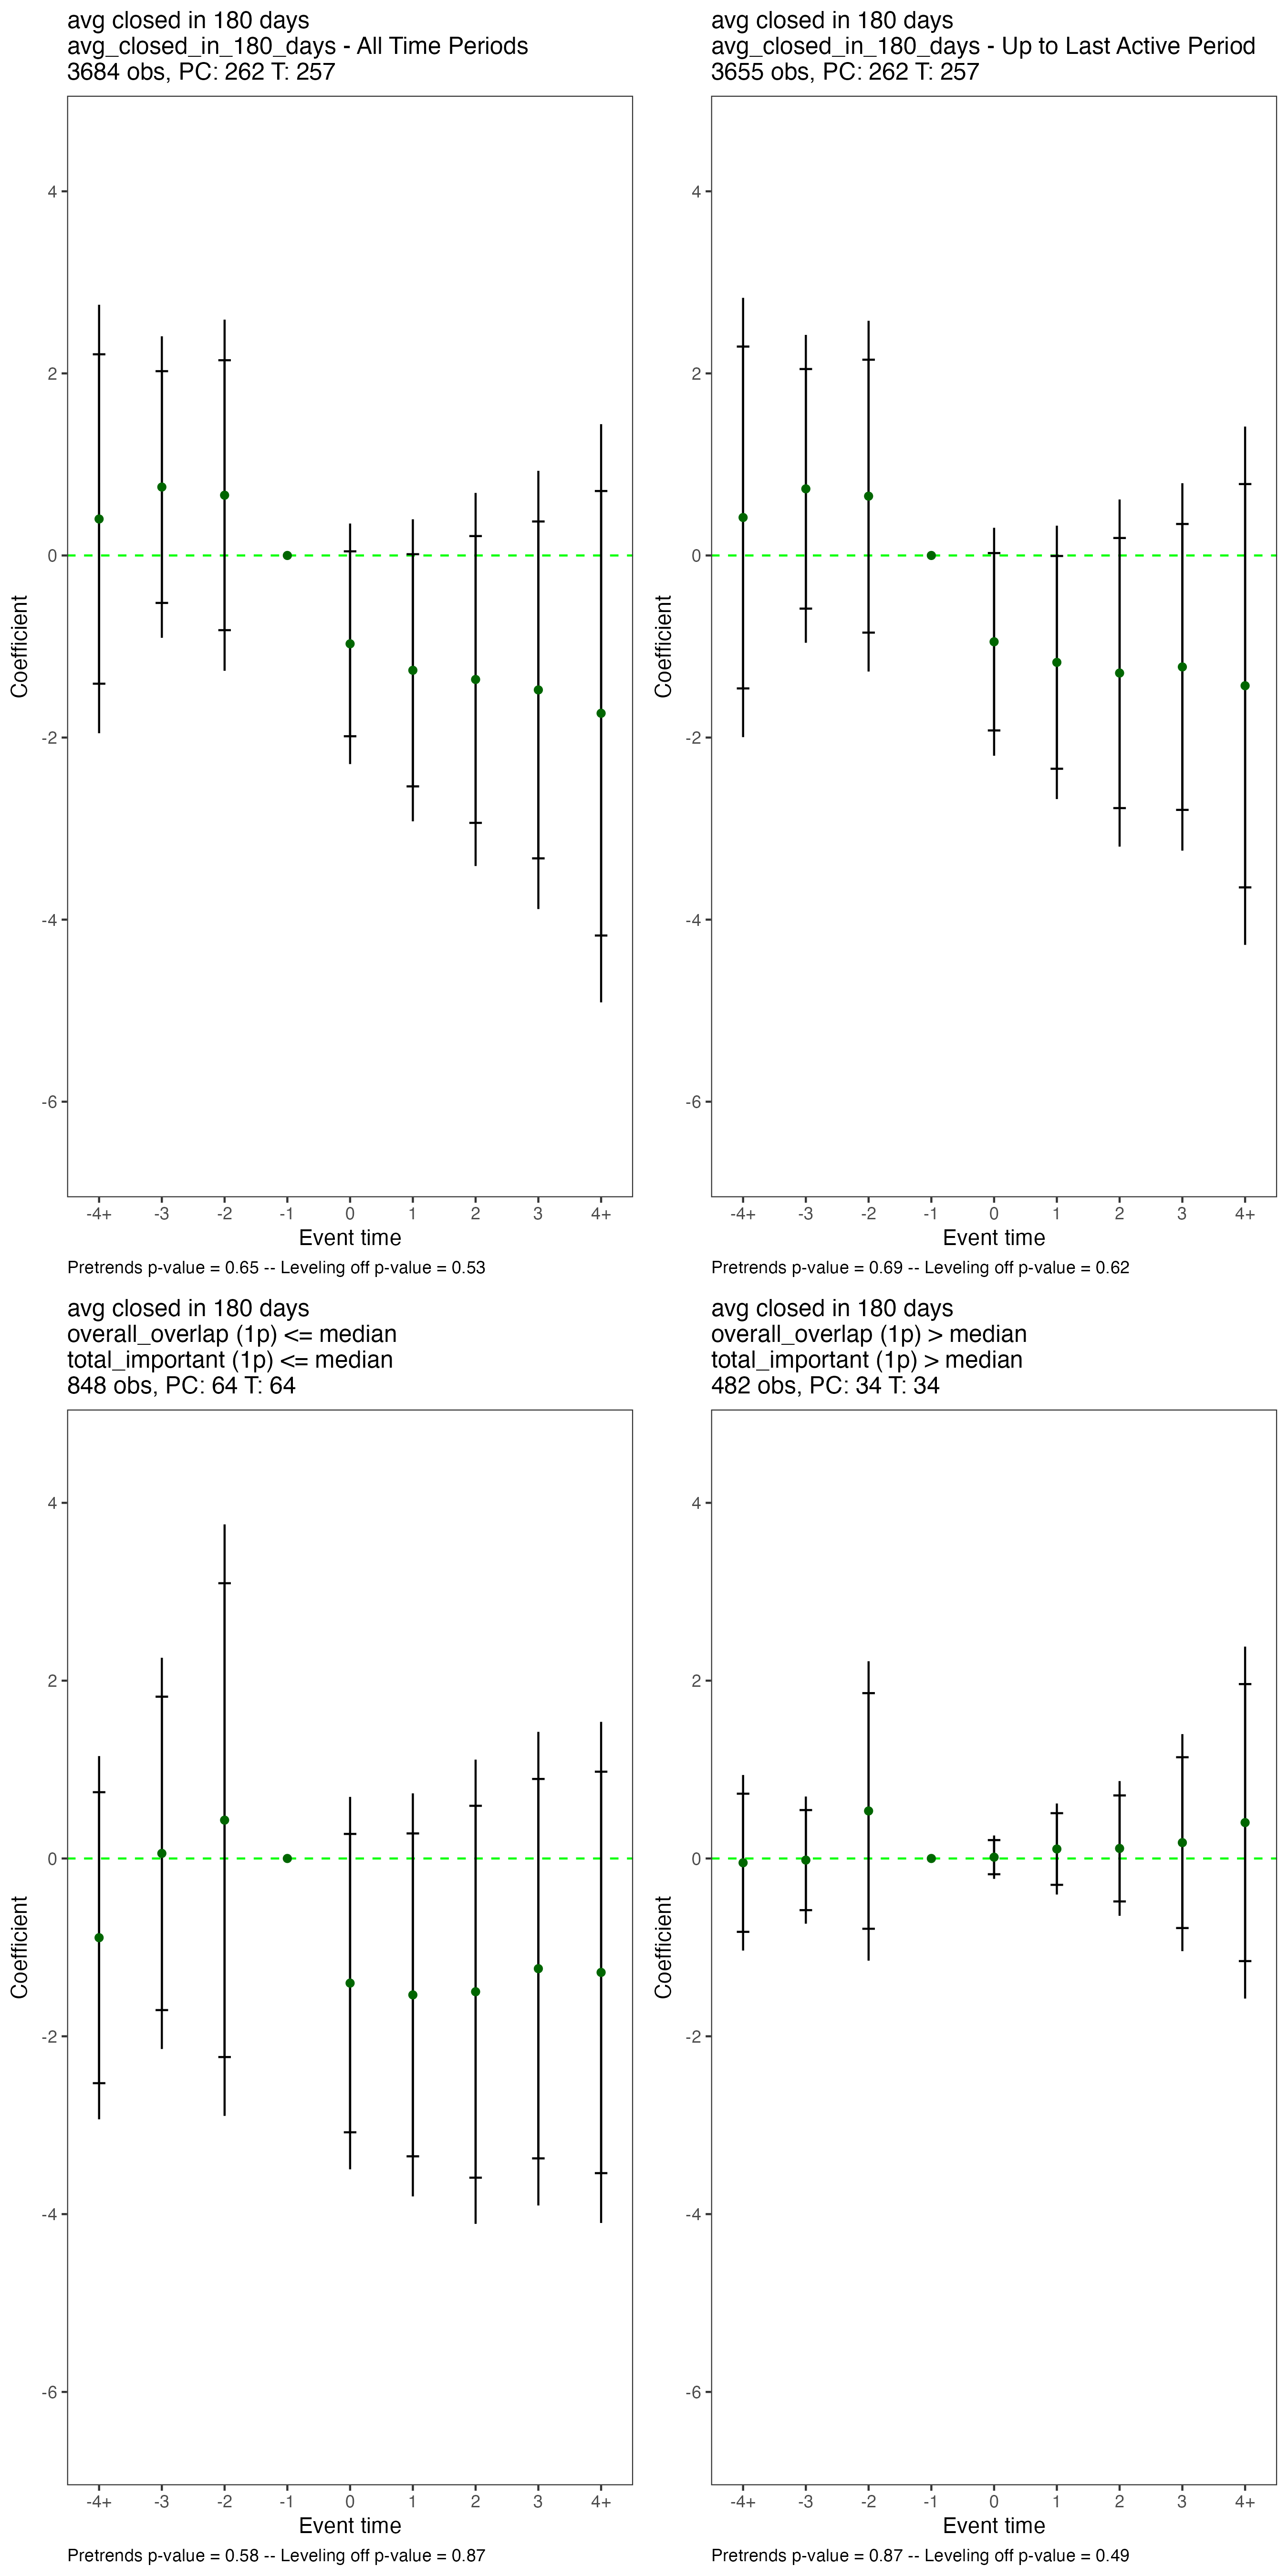 avg closed in 180 days
avg_closed_in_180_days - All Time Periods
3684 obs, PC: 262 T: 257
4
2
0
-2
-4
-6
Coefficient
-4+ -3 -2 -1 0 1 2 3 4+
Event time
Pretrends p-value = 0.65 -- Leveling off p-value = 0.53
avg closed in 180 days
avg_closed_in_180_days - Up to Last Active Period
3655 obs, PC: 262 T: 257
4
2
0
-2
-4
-6
Coefficient
-4+ -3 -2 -1 0 1 2 3 4+
Event time
Pretrends p-value = 0.69 -- Leveling off p-value = 0.62
avg closed in 180 days
overall_overlap (1p) <= median
total_important (1p) <= median
848 obs, PC: 64 T: 64
4
2
0
-2
-4
-6
Coefficient
-4+ -3 -2 -1 0 1 2 3 4+
Event time
Pretrends p-value = 0.58 -- Leveling off p-value = 0.87
avg closed in 180 days
overall_overlap (1p) > median
total_important (1p) > median
482 obs, PC: 34 T: 34
4
2
0
-2
-4
-6
Coefficient
-4+ -3 -2 -1 0 1 2 3 4+
Event time
Pretrends p-value = 0.87 -- Leveling off p-value = 0.49